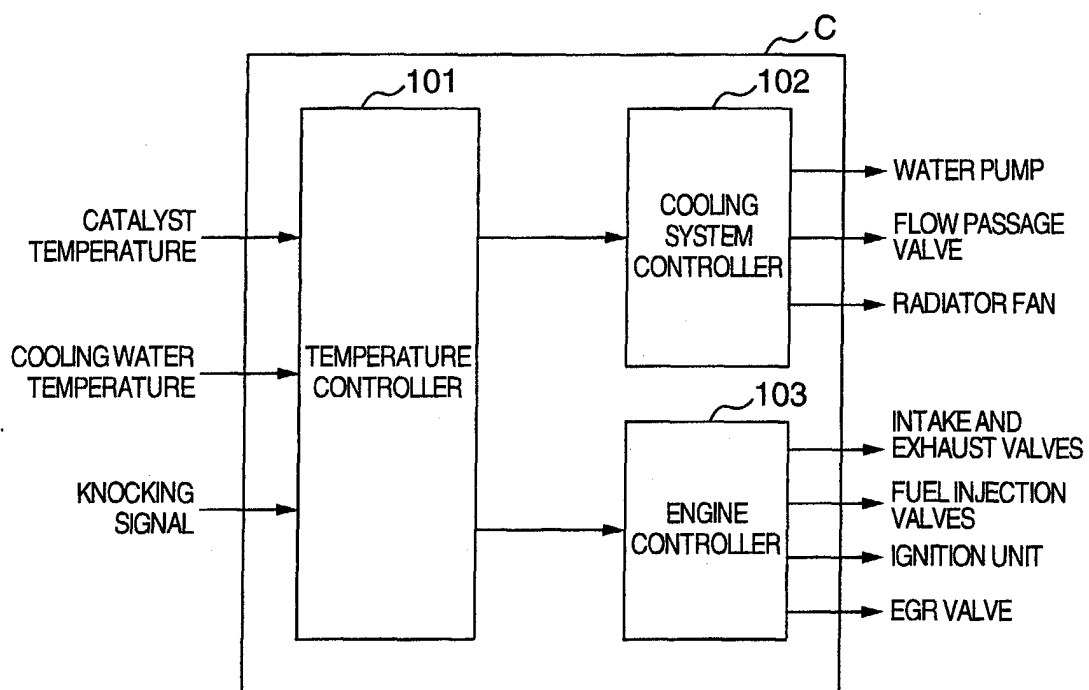 C
101
102
103
CATALYST
TEMPERATURE
COOLING WATER
TEMPERATURE
KNOCKING
SIGNAL
TEMPERATURE
CONTROLLER
COOLING
SYSTEM
CONTROLLER
ENGINE
CONTROLLER
WATER PUMP
FLOW PASSAGE
VALVE
RADIATOR FAN
INTAKE AND
EXHAUST VALVES
FUEL INJECTION
VALVES
IGNITION UNIT
EGR VALVE